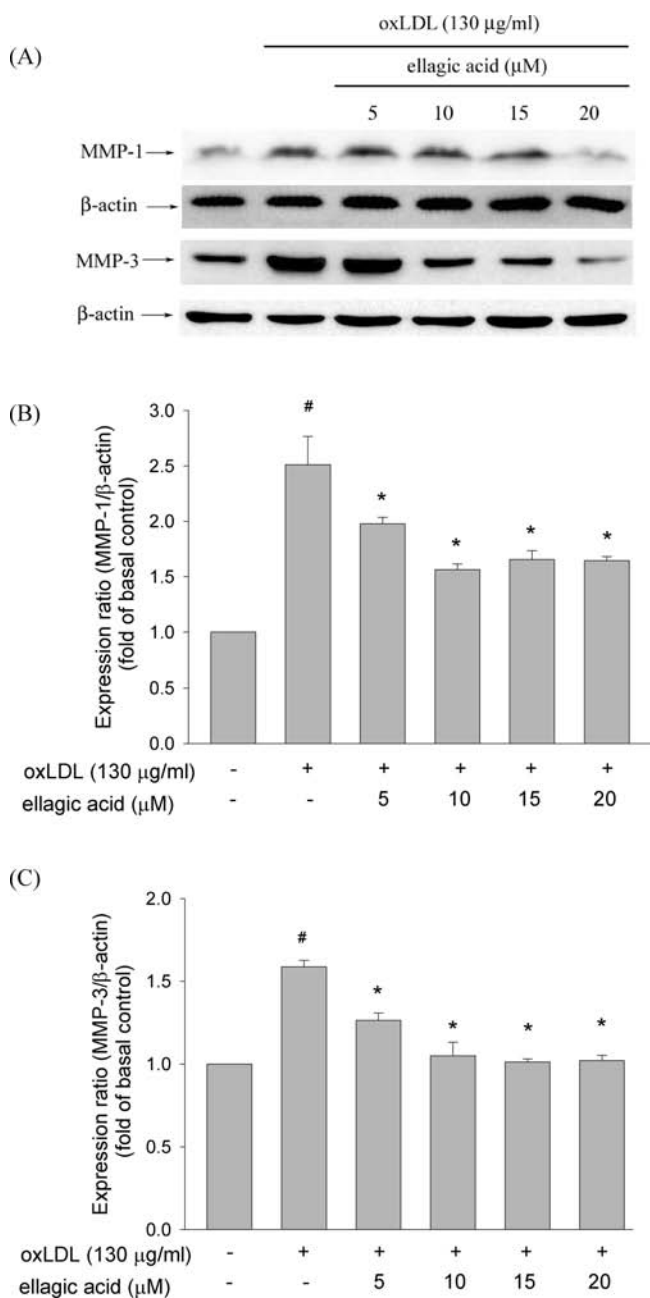 oxLDL (130 µg/ml)
(A)
ellagic acid (µM)
5 10 15 20
MMP-1
β-actin
MMP-3
β-actin
(B)
Expression ratio (MMP-1/β-actin)
(fold of basal control)
3.0
2.5
2.0
1.5
1.0
0.5
0.0
#
*
*
*
*
oxLDL (130 µg/ml) - + + + + +
ellagic acid (µM) - - 5 10 15 20
(C)
Expression ratio (MMP-3/β-actin)
(fold of basal control)
2.0
1.5
1.0
0.5
0.0
#
*
*
*
*
oxLDL (130 µg/ml) - + + + + +
ellagic acid (µM) - - 5 10 15 20